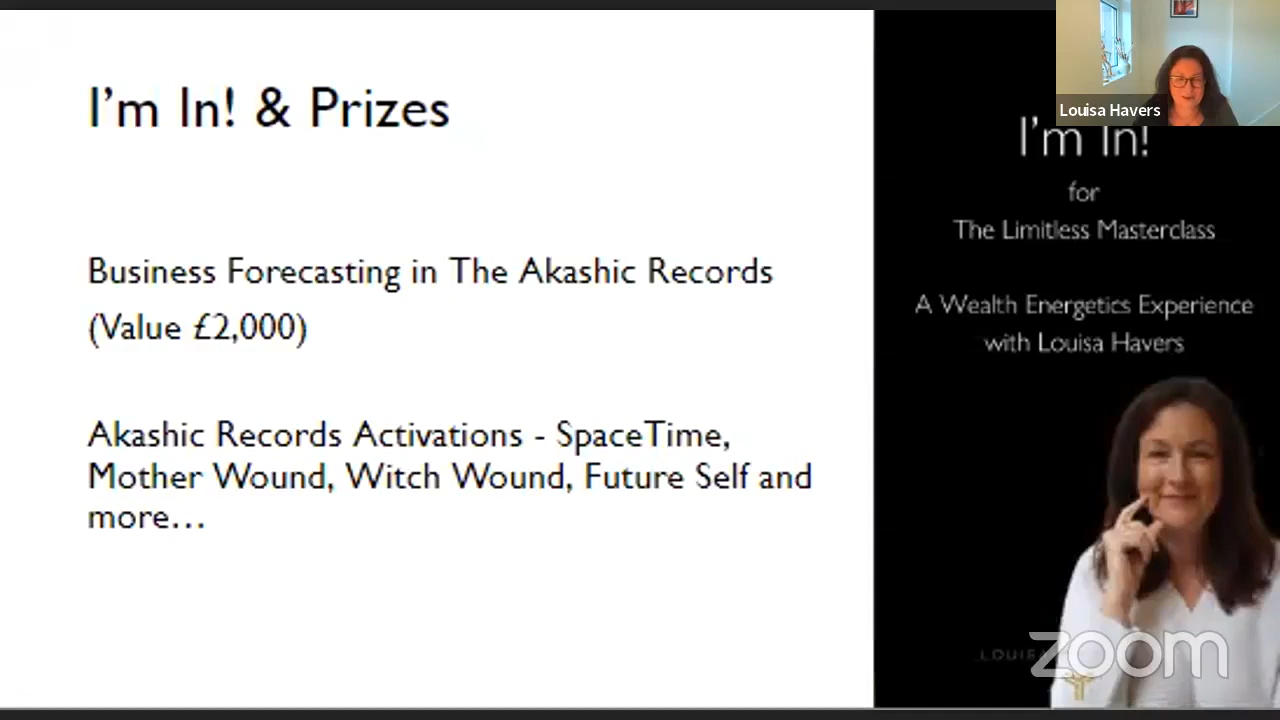 I'm In! & Prizes
Business Forecasting in The Akashic Records
(Value £2,000)
Akashic Records Activations - SpaceTime,
Mother Wound, Witch Wound, Future Self and
more…
Louisa Havers
I'm In!
for
The Limitless Masterclass
A Wealth Energetics Experience
with Louisa Havers
zoom